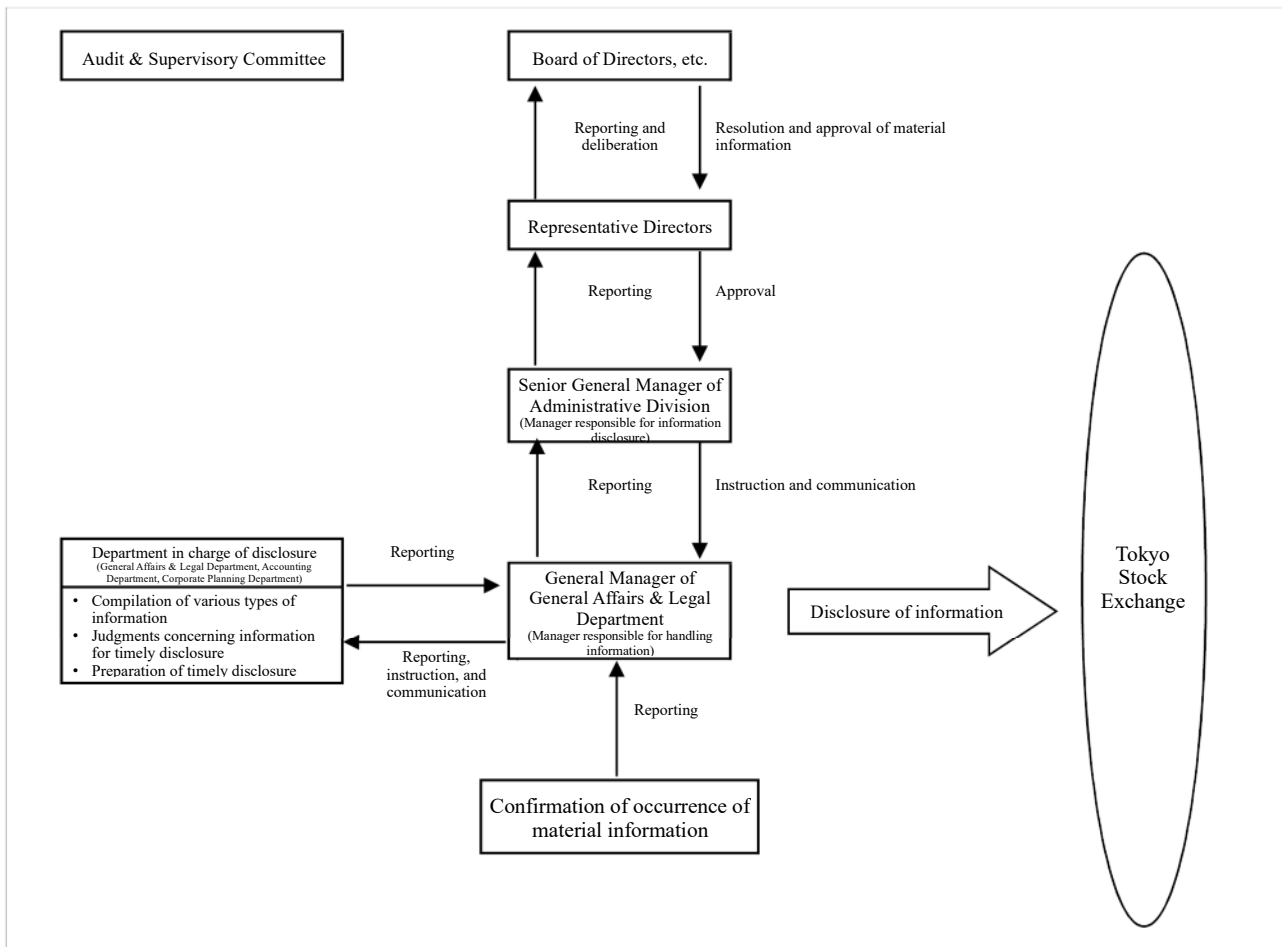 Audit & Supervisory Committee
Board of Directors, etc.
Reporting and
deliberation
Resolution and approval of material
information
Representative Directors
Reporting
Approval
Senior General Manager of
Administrative Division
(Manager responsible for information
disclosure)
Reporting
Instruction and communication
Department in charge of disclosure
(General Affairs & Legal Department, Accounting
Department, Corporate Planning Department)
• Compilation of various types of
information
• Judgments concerning information
for timely disclosure
• Preparation of timely disclosure
Reporting
Reporting,
instruction, and
communication
General Manager of
General Affairs & Legal
Department
(Manager responsible for handling
information)
Disclosure of information
Tokyo
Stock
Exchange
Reporting
Confirmation of occurrence of
material information